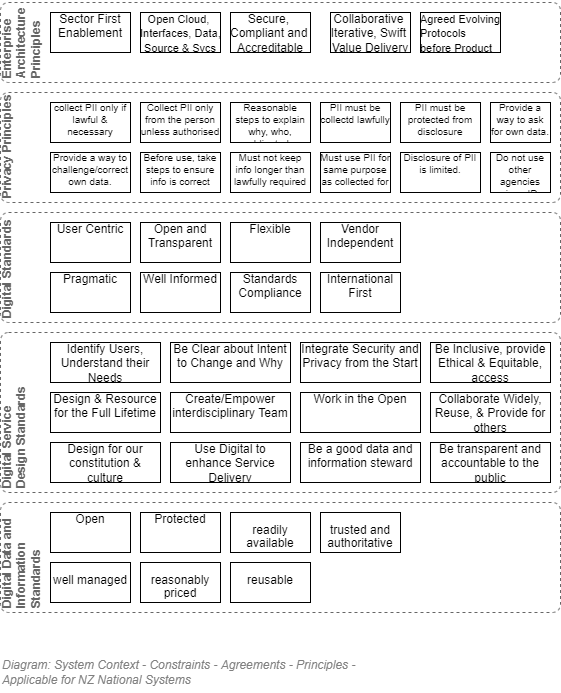 Enterprise
Architecture
Principles
Sector First
Enablement
Open Cloud,
Interfaces, Data,
Source & Svcs
Secure,
Compliant and
Accreditable
Collaborative
Iterative, Swift
Value Delivery
Agreed Evolving
Protocols
before Product
Privacy Principles
collect PII only if
lawful &
necessary
Collect PII only
from the person
unless authorised
Reasonable
steps to explain
why, who,
PII must be
collectd lawfully
PII must be
protected from
disclosure
Provide a
way to ask
for own data.
Provide a way to
challenge/correct
own data.
Before use, take
steps to ensure
info is correct
Must not keep
info longer than
lawfully required
Must use PII for
same purpose
as collected for
Disclosure of PII
is limited.
Do not use
other
agencies
Digital Standards
User Centric
Open and
Transparent
Flexible
Vendor
Independent
Pragmatic
Well Informed
Standards
Compliance
International
First
Digital Service
Design Standards
Identify Users,
Understand their
Needs
Be Clear about Intent
to Change and Why
Integrate Security and
Privacy from the Start
Be Inclusive, provide
Ethical & Equitable,
access
Design & Resource
for the Full Lifetime
Create/Empower
interdisciplinary Team
Work in the Open
Collaborate Widely,
Reuse, & Provide for
others
Design for our
constitution &
culture
Use Digital to
enhance Service
Delivery
Be a good data and
information steward
Be transparent and
accountable to the
public
Digital Data and
Information
Standards
Open
Protected
readily
available
trusted and
authoritative
well managed
reasonably
priced
reusable
Diagram: System Context - Constraints - Agreements - Principles -
Applicable for NZ National Systems